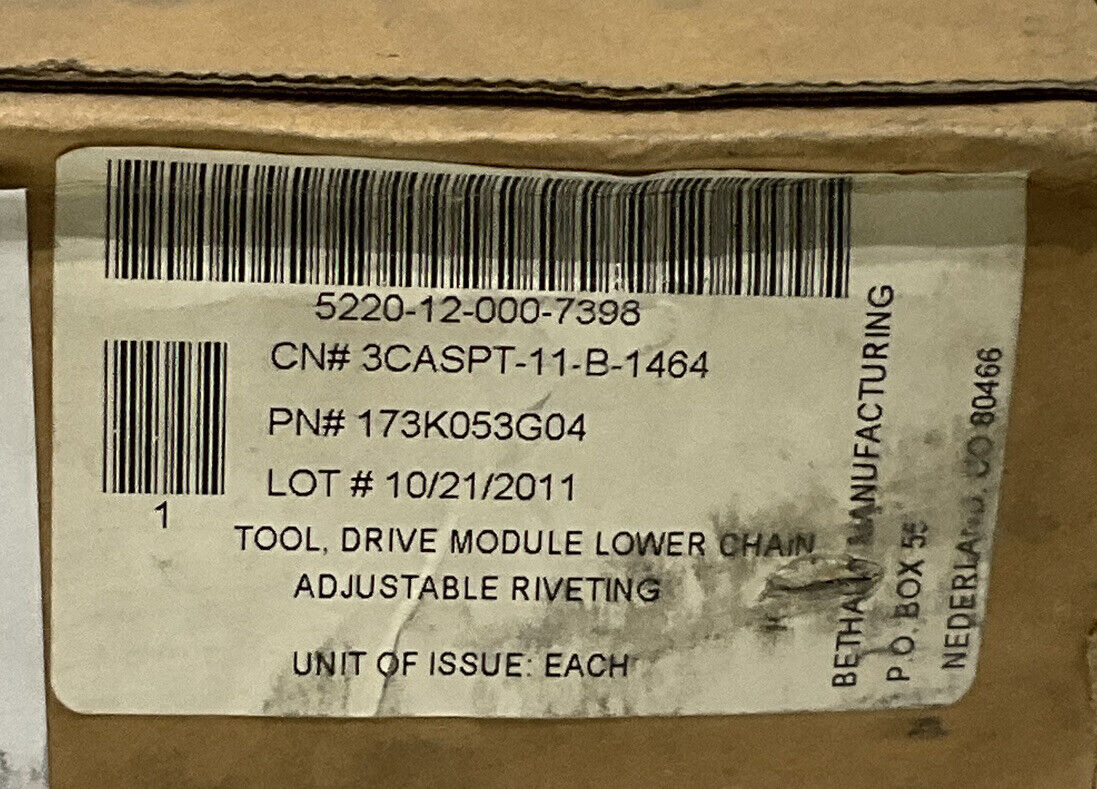 5220-12-000-7398
CN# 3CASPT-11-B-1464
PN# 173K053G04
LOT # 10/21/2011
1
TOOL, DRIVE MODULE LOWER CHAIN
ADJUSTABLE RIVETING
UNIT OF ISSUE: EACH
MANUFACTURING
P.O. BOX
NEDERLAND, CO 80466